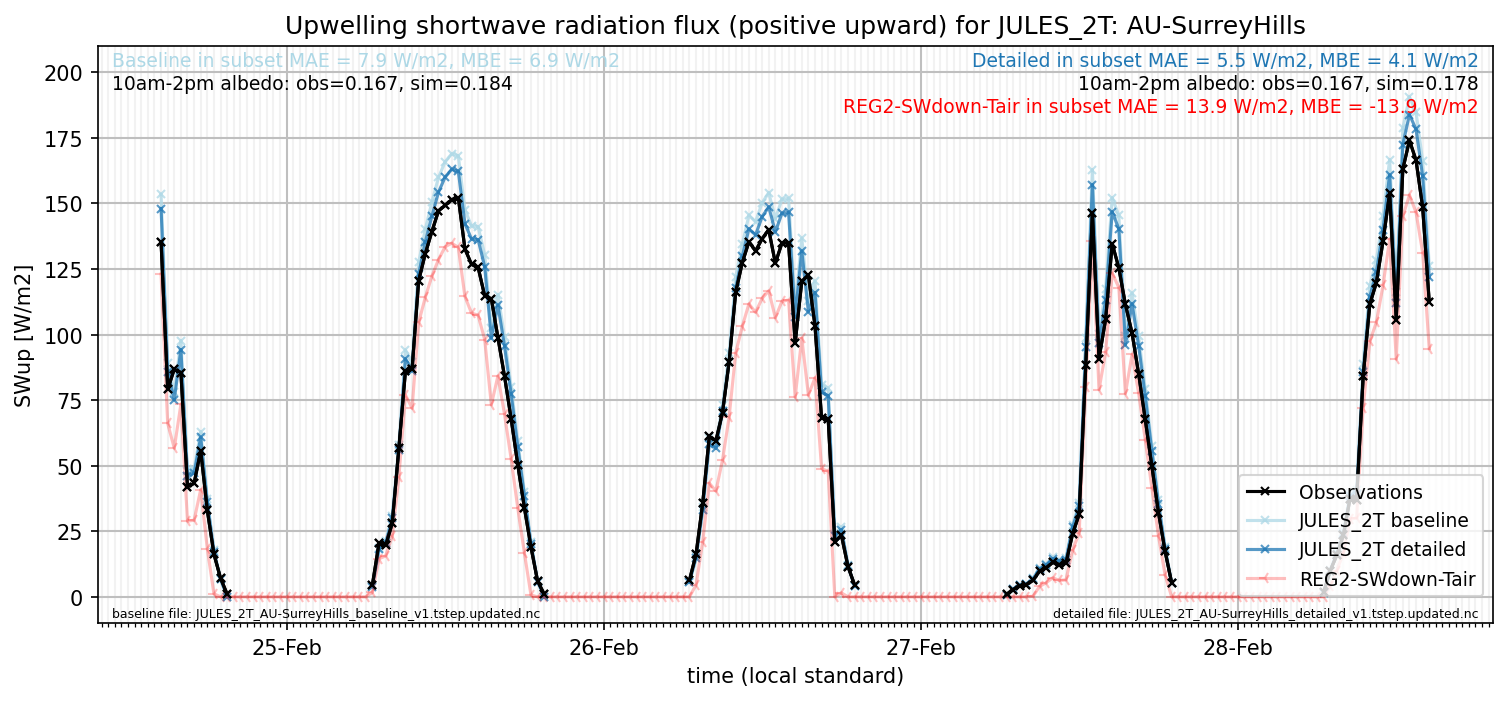 Upwelling shortwave radiation flux (positive upward) for JULES_2T: AU-SurreyHills
Baseline in subset MAE = 7.9 W/m2, MBE = 6.9 W/m2
10am-2pm albedo: obs=0.167, sim=0.184
Detailed in subset MAE = 5.5 W/m2, MBE = 4.1 W/m2
10am-2pm albedo: obs=0.167, sim=0.178
REG2-SWdown-Tair in subset MAE = 13.9 W/m2, MBE = -13.9 W/m2
SWup [W/m2]
200
175
150
125
100
75
50
25
0
Observations
JULES_2T baseline
JULES_2T detailed
REG2-SWdown-Tair
baseline file: JULES_2T_AU-SurreyHills_baseline_v1.tstep.updated.nc
detailed file: JULES_2T_AU-SurreyHills_detailed_v1.tstep.updated.nc
25-Feb
26-Feb
27-Feb
28-Feb
time (local standard)